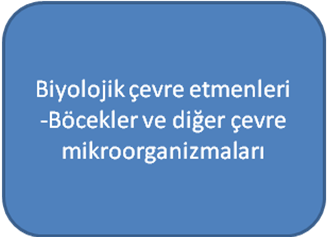 Biyolojik çevre etmenleri
-Böcekler ve diğer çevre
mikroorganizmaları